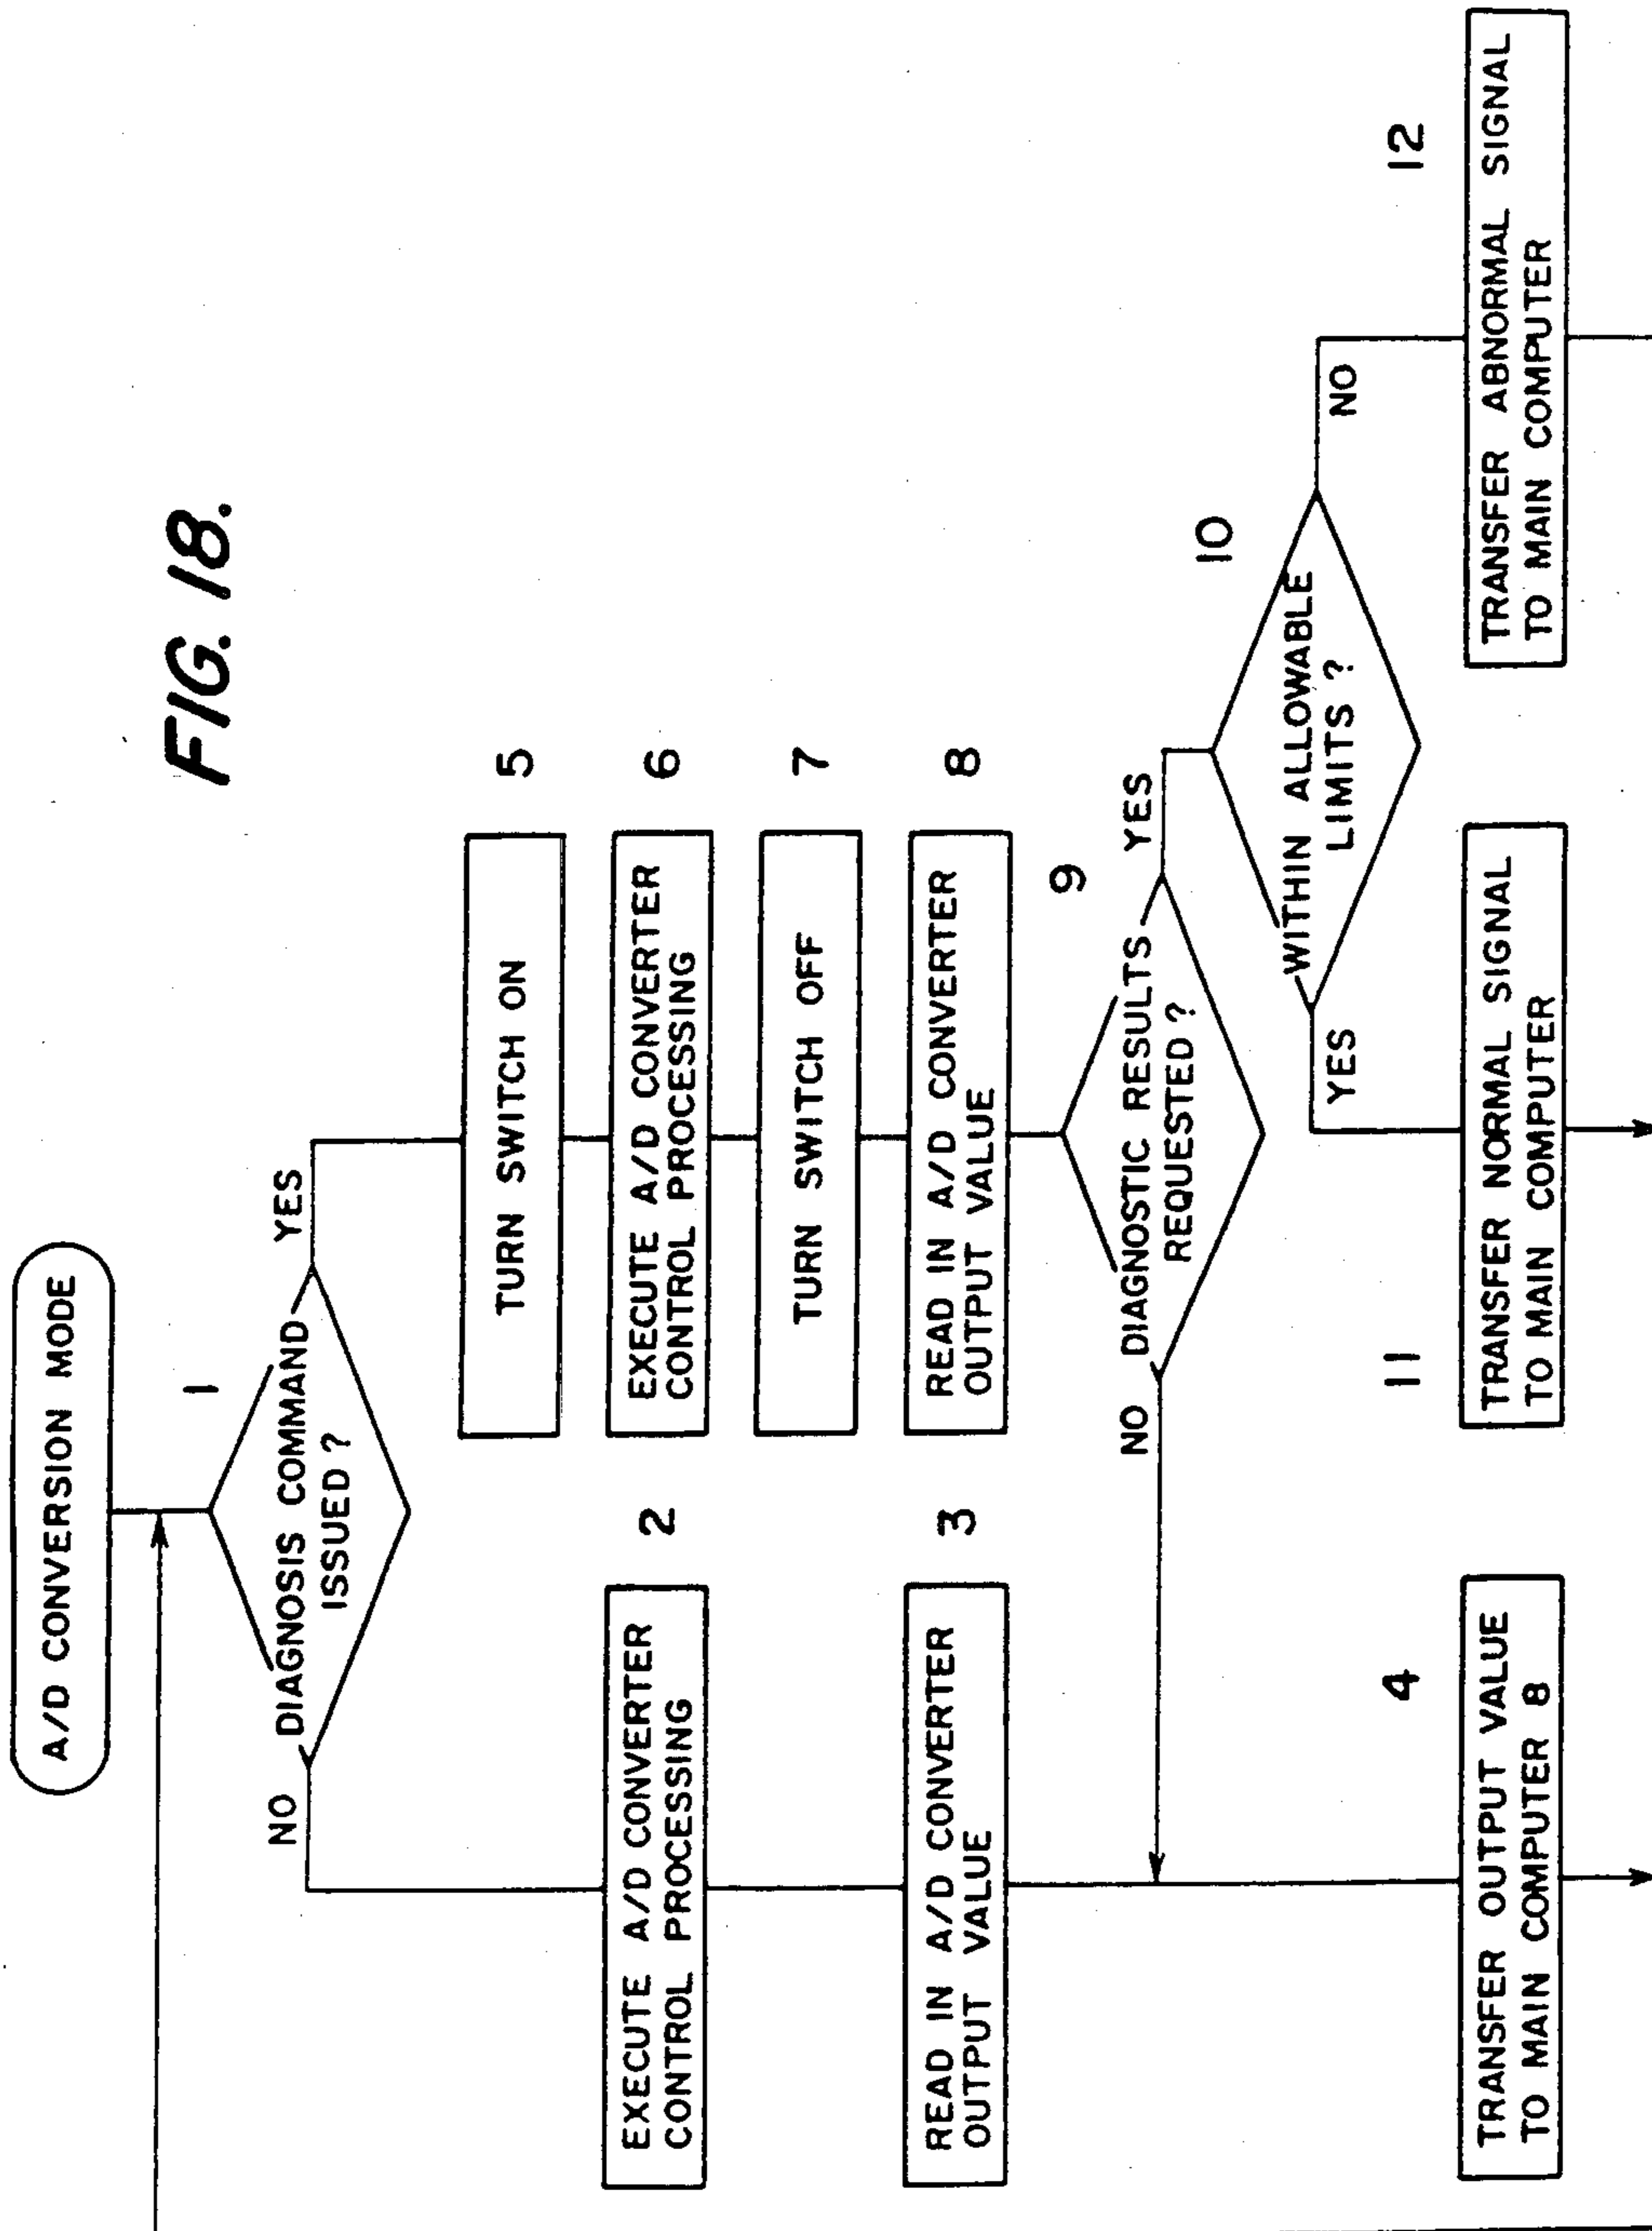 FIG. 18.
A/D CONVERSION MODE
1
DIAGNOSIS COMMAND
ISSUED ?
NO
YES
2
EXECUTE A/D CONVERTER
CONTROL PROCESSING
3
READ IN A/D CONVERTER
OUTPUT VALUE
4
TRANSFER OUTPUT VALUE
TO MAIN COMPUTER 8
5
TURN SWITCH ON
6
EXECUTE A/D CONVERTER
CONTROL PROCESSING
7
TURN SWITCH OFF
8
READ IN A/D CONVERTER
OUTPUT VALUE
9
DIAGNOSTIC RESULTS
REQUESTED ?
NO
YES
10
WITHIN ALLOWABLE
LIMITS ?
YES
NO
11
TRANSFER NORMAL SIGNAL
TO MAIN COMPUTER
12
TRANSFER ABNORMAL SIGNAL
TO MAIN COMPUTER